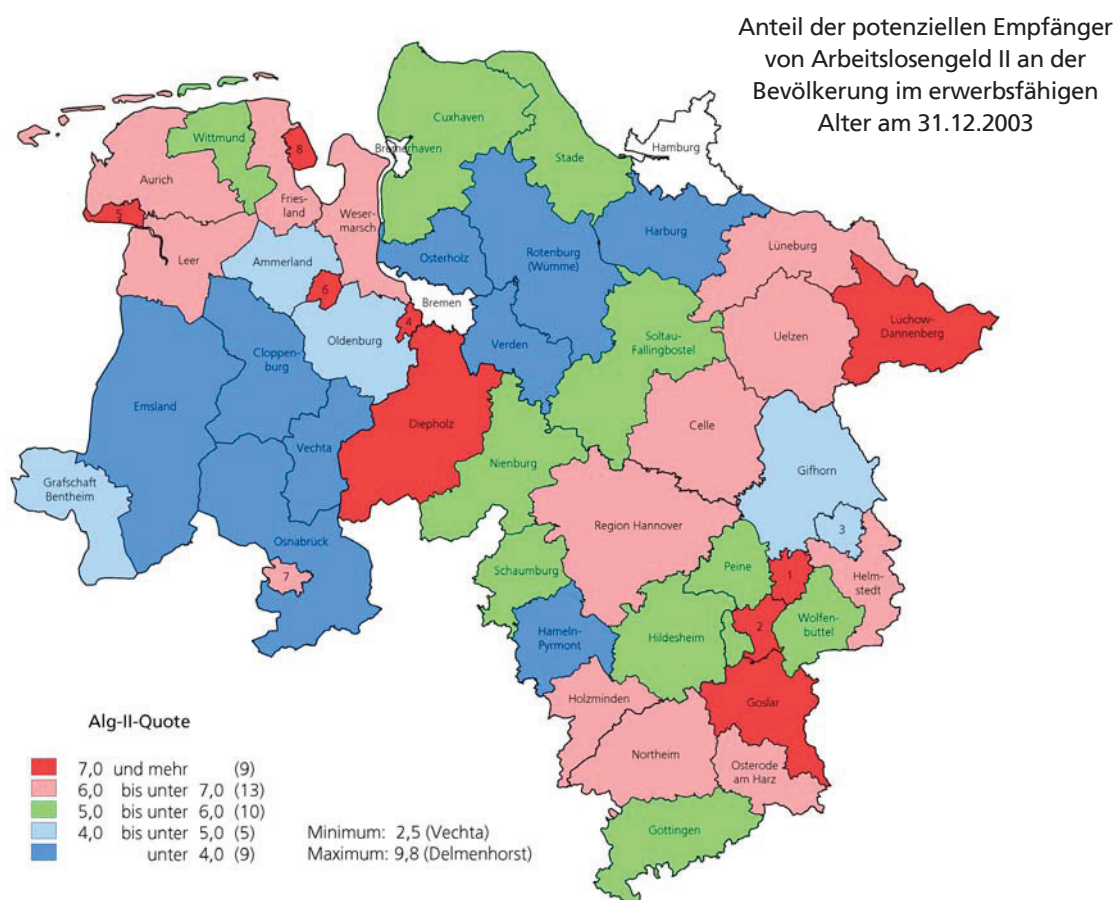 Anteil der potenziellen Empfänger
von Arbeitslosengeld II an der
Bevölkerung im erwerbsfähigen
Alter am 31.12.2003
Cuxhaven
Wittmund
Bremerhaven
Hamburg
8
Stade
Aurich
Fries-
land
Weser-
marsch
5
Harburg
Lüneburg
Leer
Ammerland
Osterholz
Rotenburg
(Wümme)
6
Bremen
4
Lüchow-
Dannenberg
Oldenburg
Verden
Soltau-
Fallingbostel
Uelzen
Cloppen-
burg
Emsland
Diepholz
Celle
Vechta
Nienburg
Gifhorn
Grafschaft
Bentheim
Region Hannover
3
Osnabrück
7
Schaumburg
Peine
1
Helm-
stedt
2
Wolfen-
büttel
Hameln-
Pyrmont
Hildesheim
Holzminden
Goslar
Northeim
Osterode
am Harz
Göttingen
Alg-II-Quote
7,0 und mehr (9)
6,0 bis unter 7,0 (13)
5,0 bis unter 6,0 (10)
4,0 bis unter 5,0 (5)
unter 4,0 (9)
Minimum: 2,5 (Vechta)
Maximum: 9,8 (Delmenhorst)